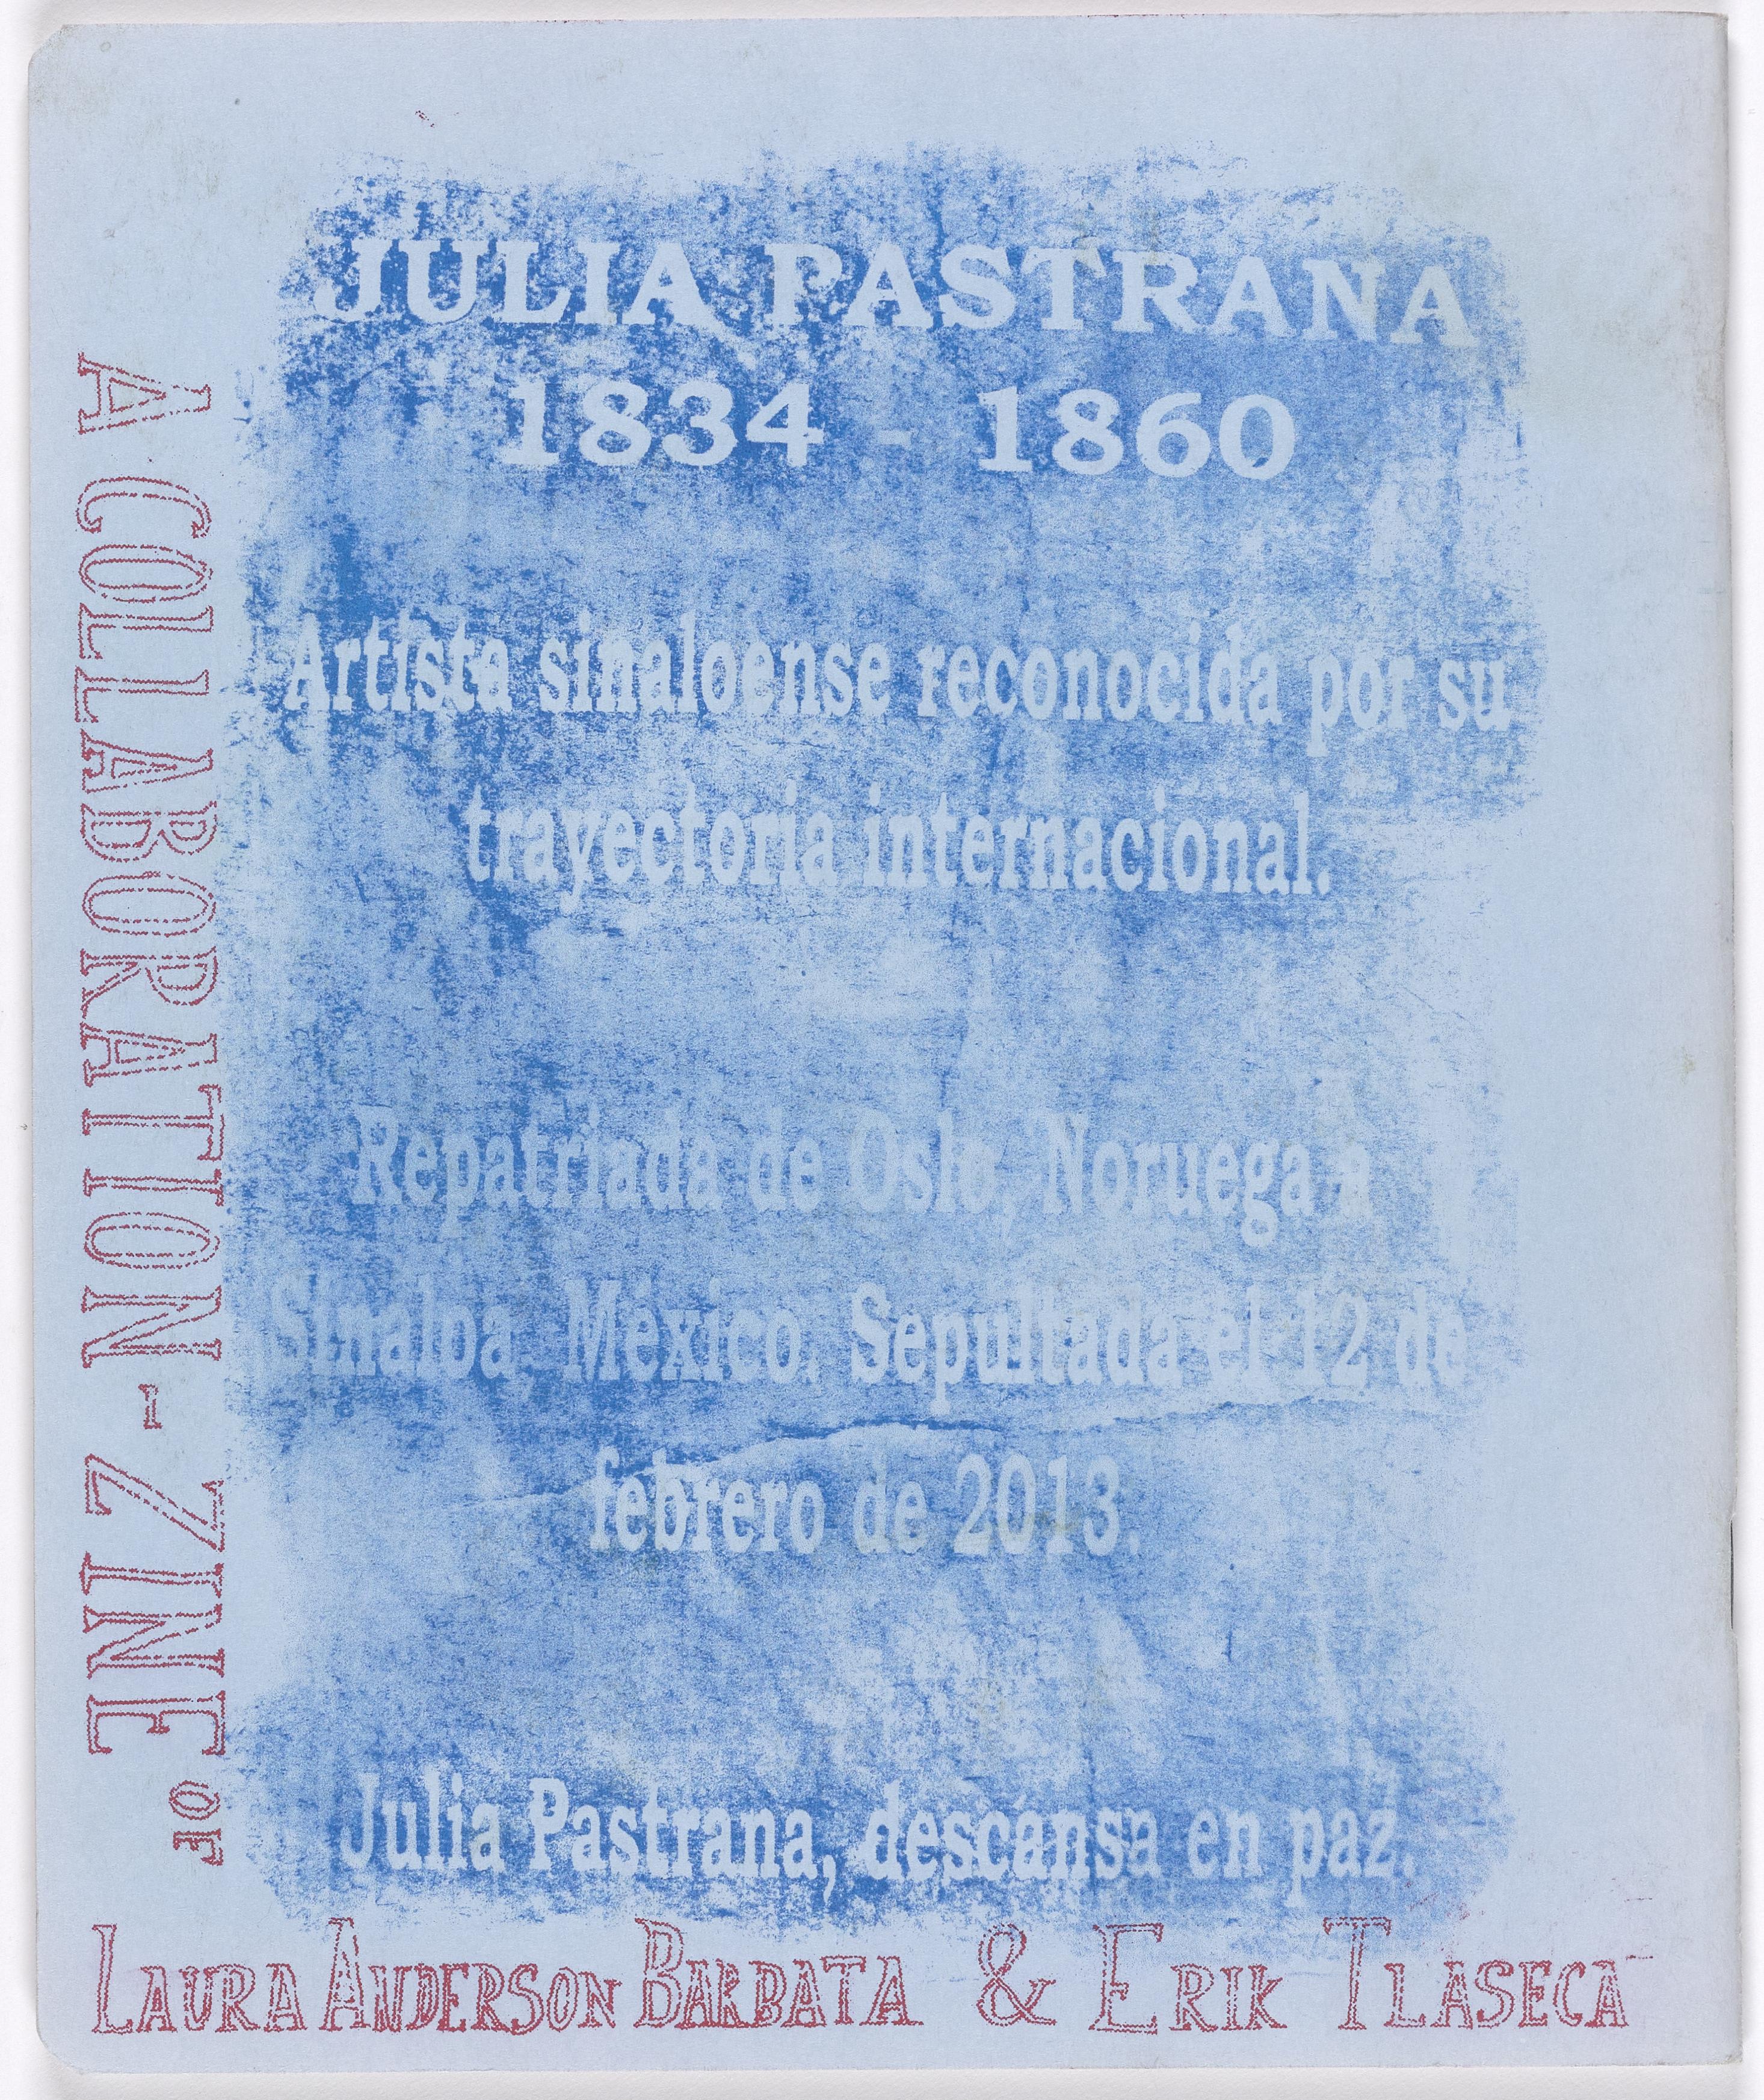 JULIA PASTRANA
1834 - 1860
Artista sinaloense reconocida por su
trayectoria internacional.
Repatriada de Oslo, Noruega a
Sinaloa, México. Sepultada el 12 de
febrero de 2013.
Julia Pastrana, descansa en paz.
A COLLABORATION-ZINE OF
LAURA ANDERSON BARBATA & ERIK TLASECA